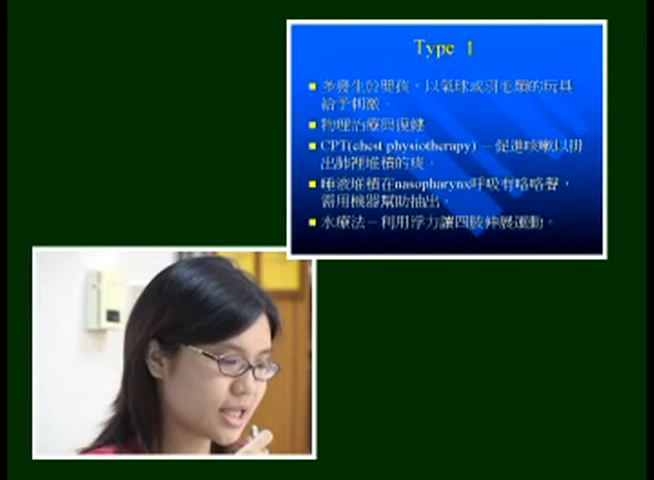 Type 1
多發生於嬰孩，以氣球或羽毛類的玩具
給予刺激。
物理治療與復健
CPT(chest physiotherapy) －促進咳嗽以排
出肺裡堆積的痰。
唾液堆積在nasopharynx呼吸有咯咯聲，
需用機器幫助抽出。
水療法－利用浮力讓四肢伸展運動。